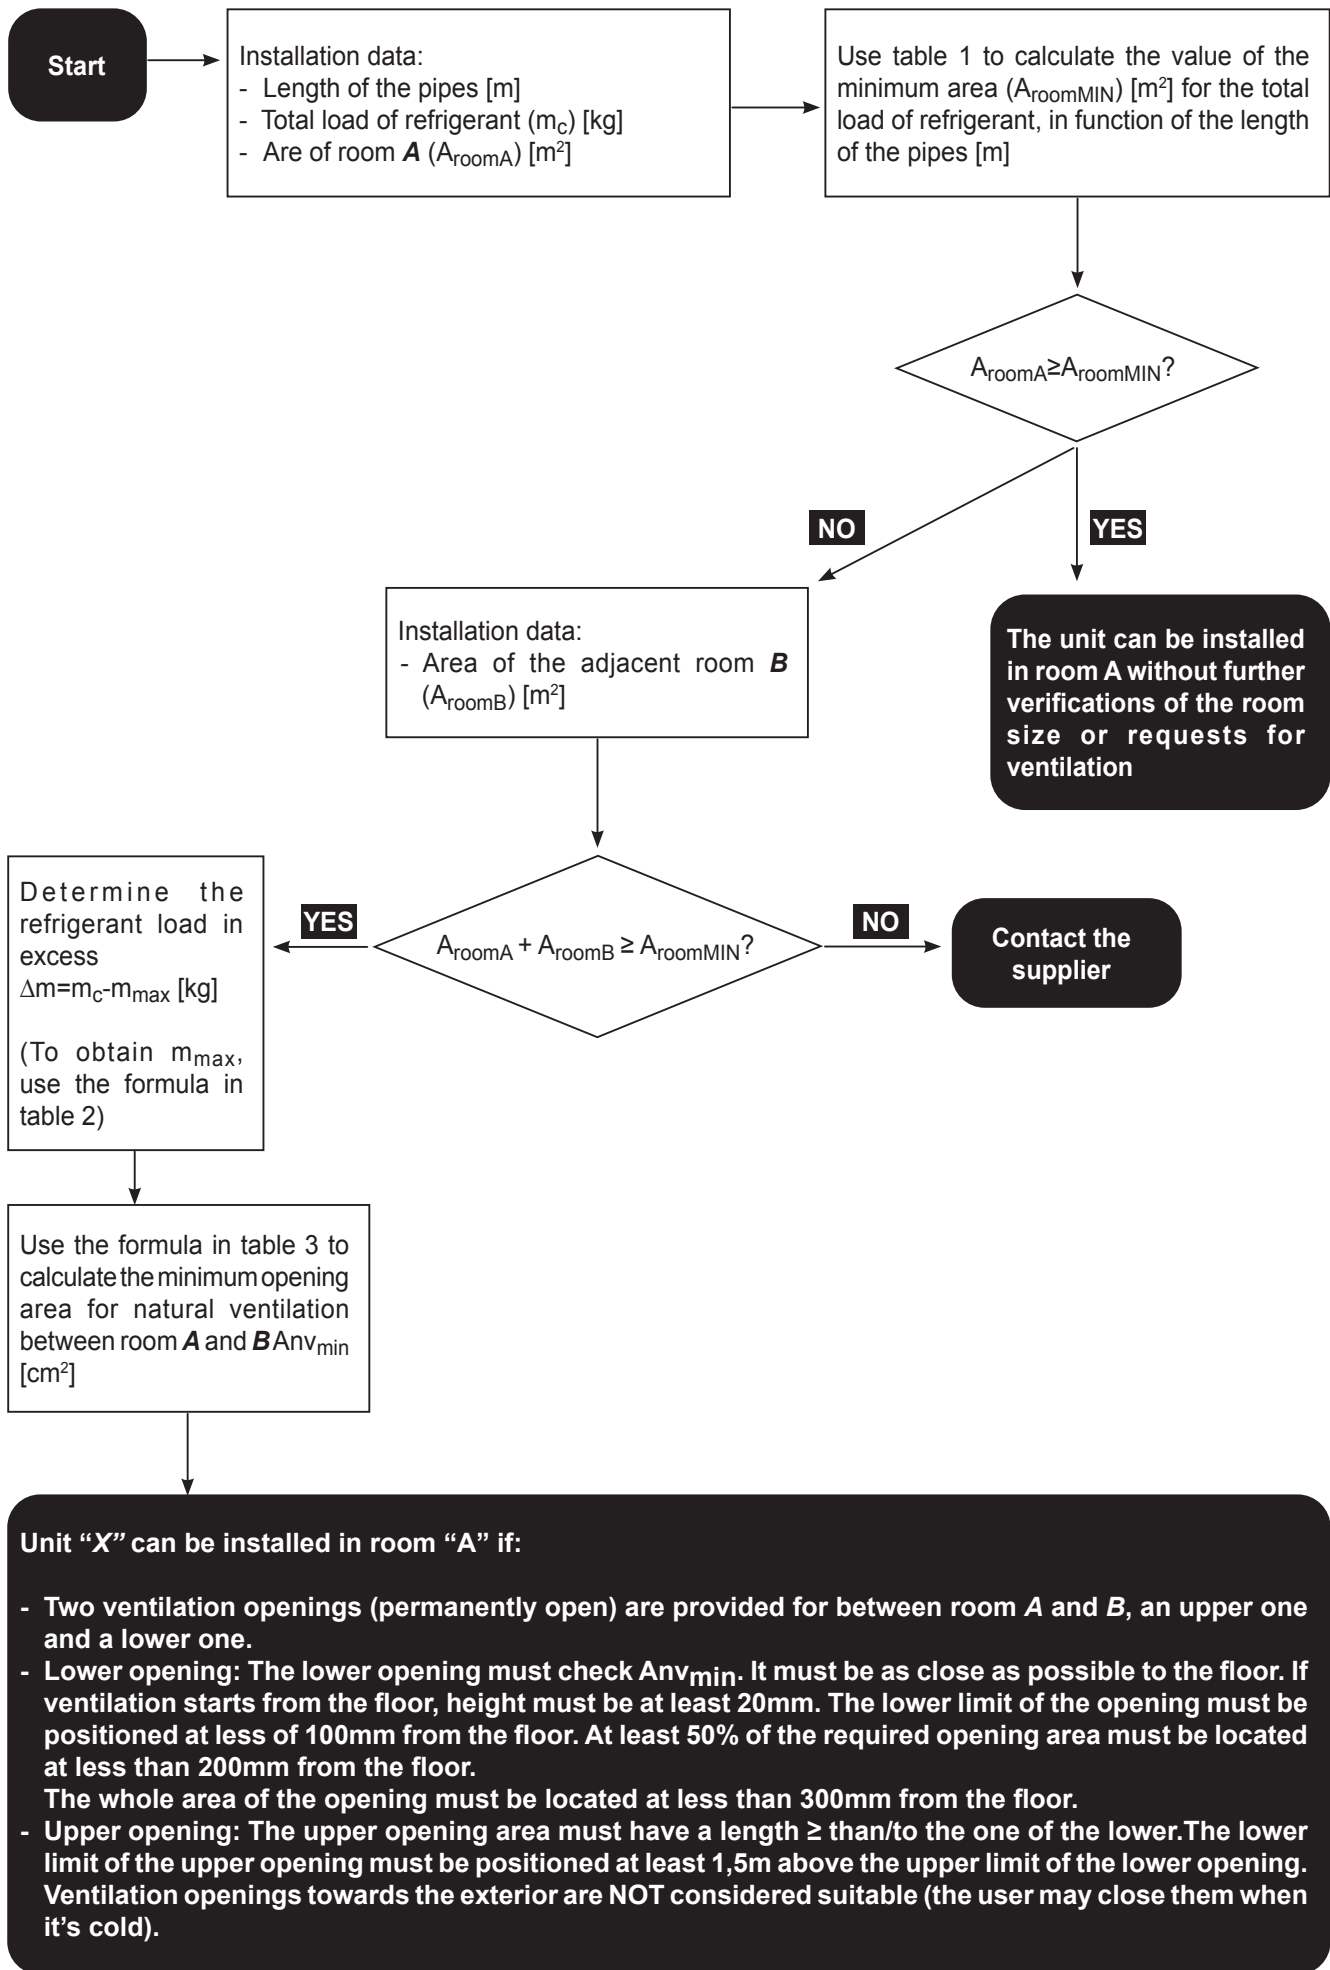 Start
Installation data:
- Length of the pipes [m]
- Total load of refrigerant (mc) [kg]
- Are of room A (AroomA) [m²]
Use table 1 to calculate the value of the
minimum area (AroomMIN) [m²] for the total
load of refrigerant, in function of the length
of the pipes [m]
AroomA≥AroomMIN?
NO
YES
Installation data:
- Area of the adjacent room B
(AroomB) [m²]
The unit can be installed
in room A without further
verifications of the room
size or requests for
ventilation
Determine the
refrigerant load in
excess
Δm=mc-mmax [kg]
(To obtain mmax,
use the formula in
table 2)
YES
AroomA + AroomB ≥ AroomMIN?
NO
Contact the
supplier
Use the formula in table 3 to
calculate the minimum opening
area for natural ventilation
between room A and B Anvmin
[cm²]
Unit “X” can be installed in room “A” if:
- Two ventilation openings (permanently open) are provided for between room A and B, an upper one
and a lower one.
- Lower opening: The lower opening must check Anvmin. It must be as close as possible to the floor. If
ventilation starts from the floor, height must be at least 20mm. The lower limit of the opening must be
positioned at less of 100mm from the floor. At least 50% of the required opening area must be located
at less than 200mm from the floor.
The whole area of the opening must be located at less than 300mm from the floor.
- Upper opening: The upper opening area must have a length ≥ than/to the one of the lower.The lower
limit of the upper opening must be positioned at least 1,5m above the upper limit of the lower opening.
Ventilation openings towards the exterior are NOT considered suitable (the user may close them when
it's cold).